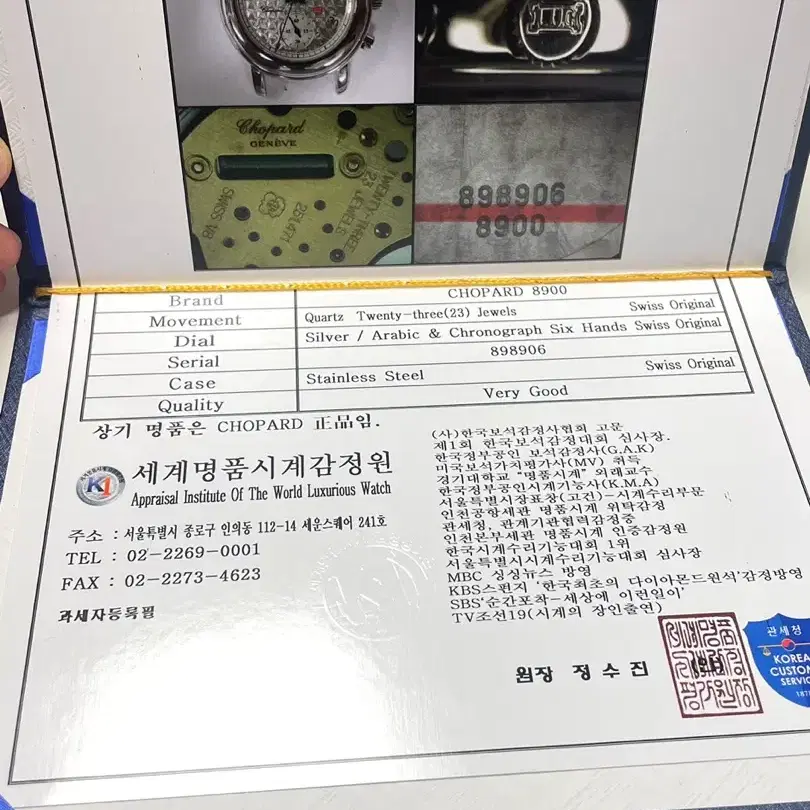 Chopard
GENÈVE
TWENTY-THREE
23 JEWELS
251.471
SWISS
898906
8900
Brand CHOPARD 8900
Movement Quartz Twenty-three(23) Jewels Swiss Original
Dial Silver / Arabic & Chronograph Six Hands Swiss Original
Serial 898906
Case Stainless Steel Swiss Original
Quality Very Good
상기 명품은 CHOPARD 正品임.
K1
세계명품시계감정원
Appraisal Institute Of The World Luxurious Watch
주소 : 서울특별시 종로구 인의동 112-14 세운스퀘어 241호
TEL : 02-2269-0001
FAX : 02-2273-4623
과세자등록필
(사)한국보석감정사협회 고문
제1회 한국보석감정대회 심사장.
한국정부공인 보석감정사(G.A.K)
미국보석가치평가사(MV) 취득
경기대학교 "명품시계" 외래교수
한국정부공인시계기능사(K.M.A)
서울특별시장표창(고건)-시계수리부문
인천공항세관 명품시계 위탁감정
관세청, 관계기관협력감정중
인천본부세관 명품시계 인증감정원
한국시계수리기능대회 1위
서울특별시시계수리기능대회 심사장
MBC 싱싱뉴스 방영
KBS스펀지 '한국최초의 다이아몬드원석'감정방영
SBS'순간포착-세상에 이런일이'
TV조선19(시계의 장인출연)
원장 정수진
관세청
KOREA
CUSTOMS
SERVICE